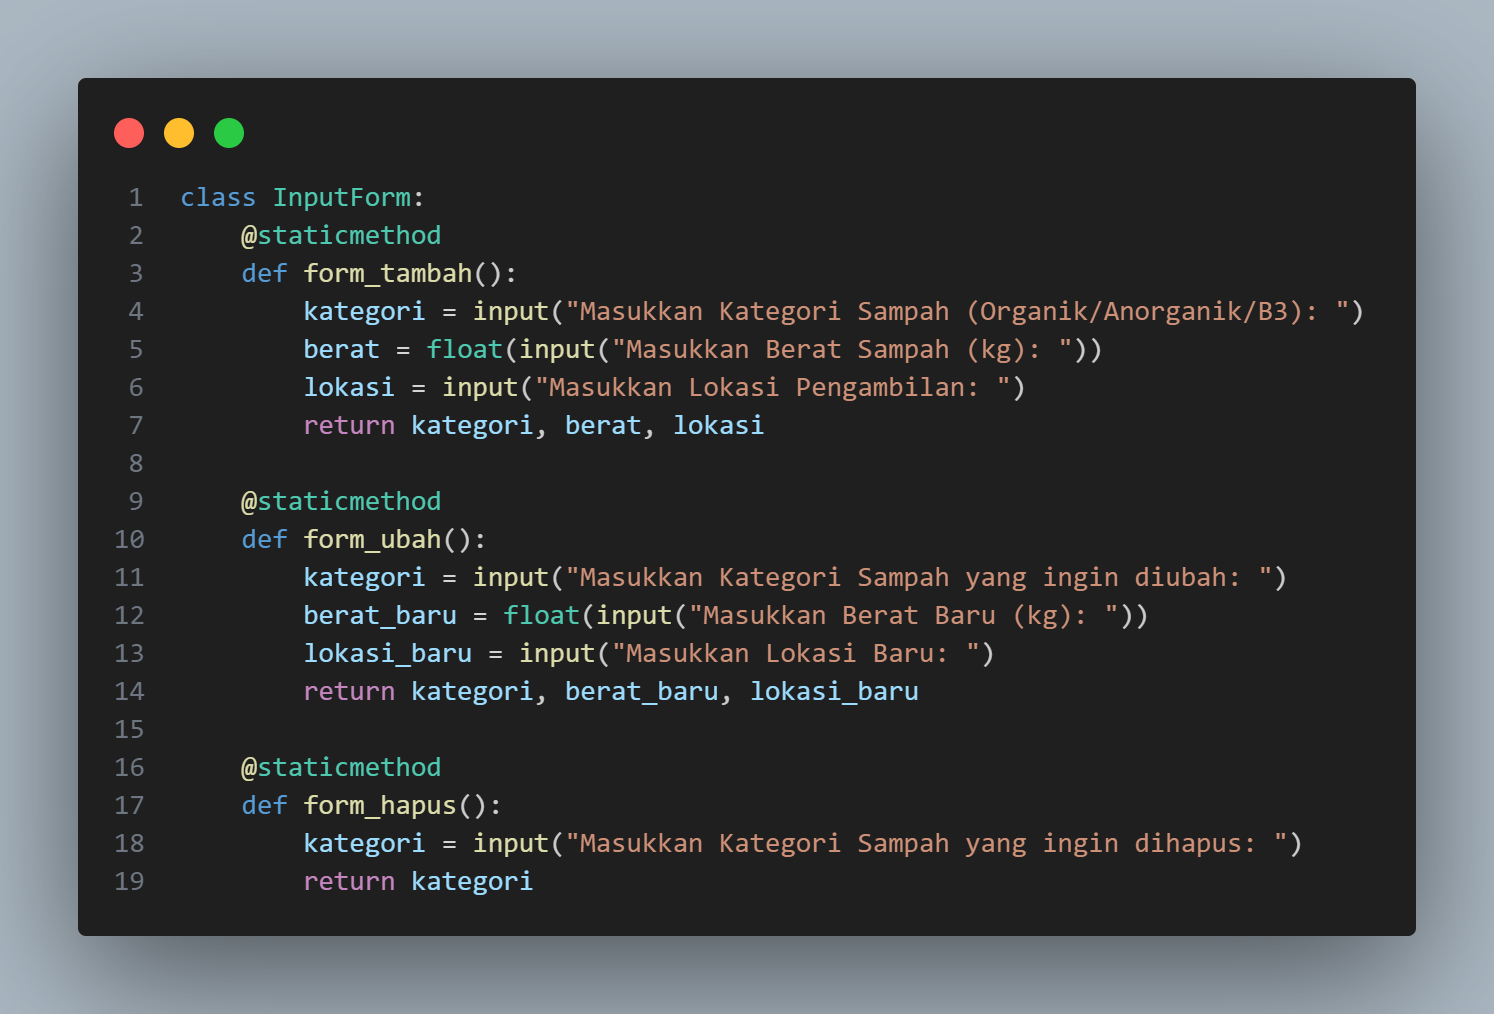 1 class InputForm:
2     @staticmethod
3     def form_tambah():
4         kategori = input("Masukkan Kategori Sampah (Organik/Anorganik/B3): ")
5         berat = float(input("Masukkan Berat Sampah (kg): "))
6         lokasi = input("Masukkan Lokasi Pengambilan: ")
7         return kategori, berat, lokasi
8
9     @staticmethod
10     def form_ubah():
11         kategori = input("Masukkan Kategori Sampah yang ingin diubah: ")
12         berat_baru = float(input("Masukkan Berat Baru (kg): "))
13         lokasi_baru = input("Masukkan Lokasi Baru: ")
14         return kategori, berat_baru, lokasi_baru
15
16     @staticmethod
17     def form_hapus():
18         kategori = input("Masukkan Kategori Sampah yang ingin dihapus: ")
19         return kategori